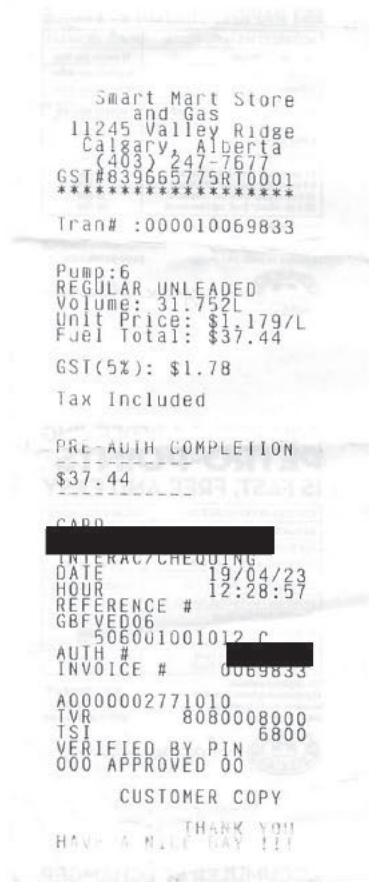 Smart Mart Store
and Gas
11245 Valley Ridge
Calgary, Alberta
(403) 247-7677
GST#839665775RT0001
*******************
Tran# :000010069833
Pump:6
REGULAR UNLEADED
Volume: 31.752L
Unit Price: $1.179/L
Fuel Total: $37.44
GST(5%): $1.78
Tax Included
PRE-AUTH COMPLETION
$37.44
------------
CARD
INTERAC/CHEQUING
DATE 19/04/23
HOUR 12:28:57
REFERENCE #
GBFVED06
506001001012 C
AUTH #
INVOICE # 0069833
A0000002771010
TVR 8080008000
TSI 6800
VERIFIED BY PIN
000 APPROVED 00
CUSTOMER COPY
THANK YOU
HAVE A NICE DAY !!!